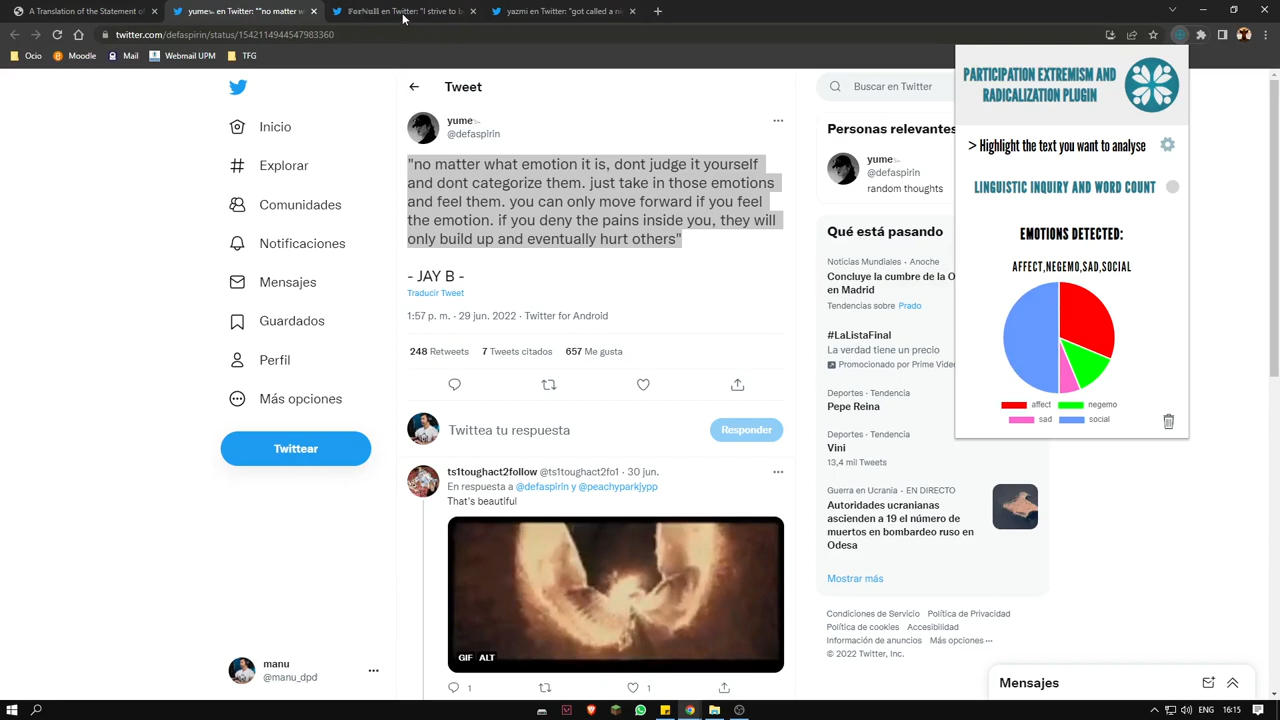 A Translation of the Statement of
yume𓆉 en Twitter: ""no matter w
ForNull en Twitter: "I strive to b
yazmi en Twitter: "got called a ni
twitter.com/defaspirin/status/1542114944547983360
Ocio
Moodle
Mail
Webmail UPM
TFG
Inicio
Explorar
Comunidades
Notificaciones
Mensajes
Guardados
Perfil
Más opciones
Twittear
manu
@manu_dpd
Tweet
yume
@defaspirin
"no matter what emotion it is, dont judge it yourself
and dont categorize them. just take in those emotions
and feel them. you can only move forward if you feel
the emotion. if you deny the pains inside you, they will
only build up and eventually hurt others"
- JAY B -
Traducir Tweet
1:57 p. m. · 29 jun. 2022 · Twitter for Android
248 Retweets 7 Tweets citados 657 Me gusta
Twittea tu respuesta
Responder
ts1toughact2follow @ts1toughact2fo1 · 30 jun.
En respuesta a @defaspirin y @peachyparkjypp
That's beautiful
GIF ALT
1
1
Buscar en Twitter
Personas relevantes
yume
@defaspirin
random thoughts
Qué está pasando
Noticias Mundiales · Anoche
Concluye la cumbre de la O
en Madrid
Tendencias sobre Prado
#LaListaFinal
La verdad tiene un precio
Promocionado por Prime Video
Deportes · Tendencia
Pepe Reina
Deportes · Tendencia
Vini
13,4 mil Tweets
Guerra en Ucrania · EN DIRECTO
Autoridades ucranianas
ascienden a 19 el número de
muertos en bombardeo ruso en
Odesa
Mostrar más
Condiciones de Servicio Política de Privacidad
Política de cookies Accesibilidad
Información de anuncios Más opciones
© 2022 Twitter, Inc.
PARTICIPATION EXTREMISM AND
RADICALIZATION PLUGIN
> Highlight the text you want to analyse
LINGUISTIC INQUIRY AND WORD COUNT
EMOTIONS DETECTED:
AFFECT,NEGEMO,SAD,SOCIAL
affect negemo
sad social
Mensajes
ENG
16:15